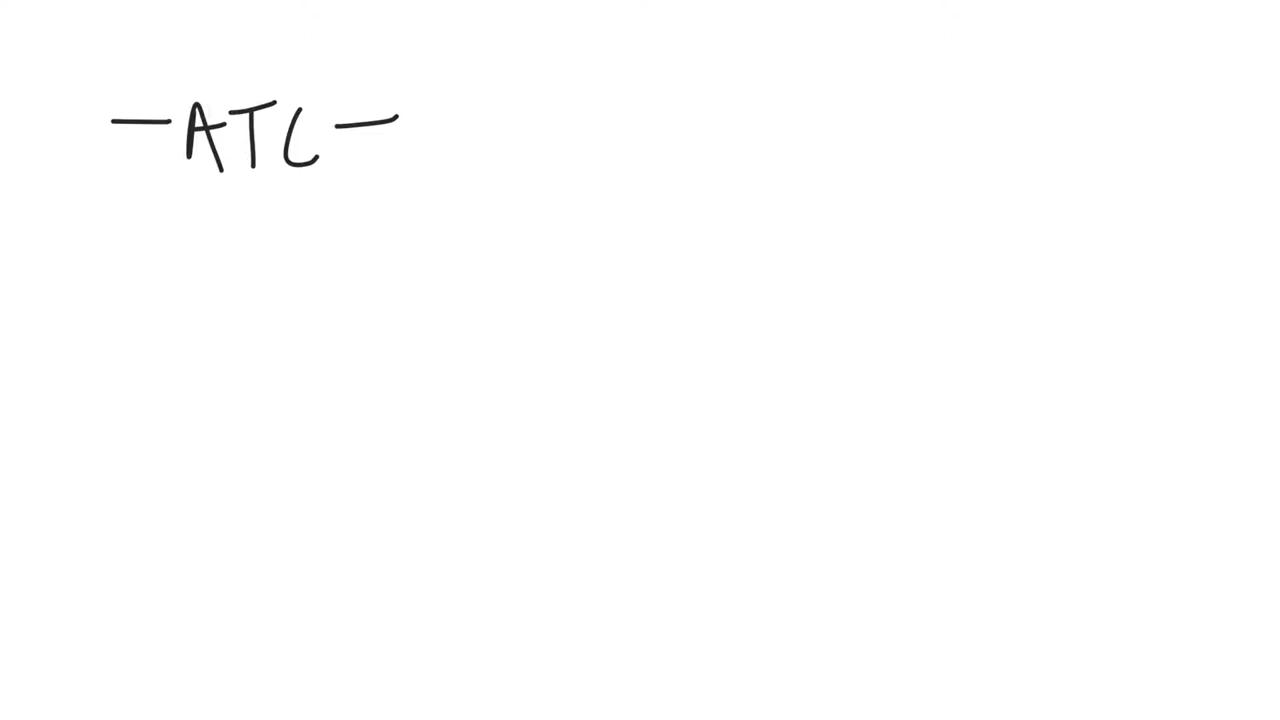 — ATC —